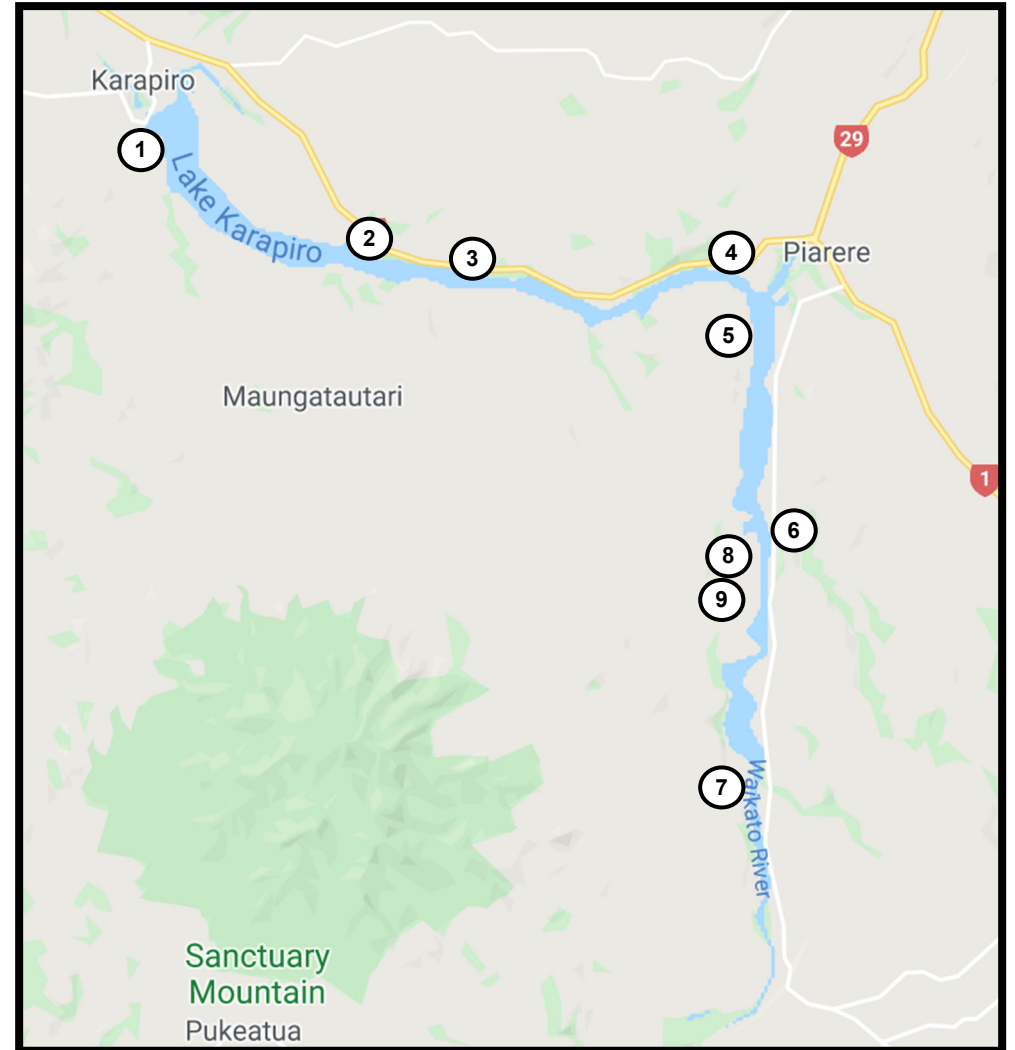 Karapiro
1
Lake Karapiro
2
3
4
29
Piarere
5
Maungatautari
1
6
8
9
7
Waikato River
Sanctuary
Mountain
Pukeatua